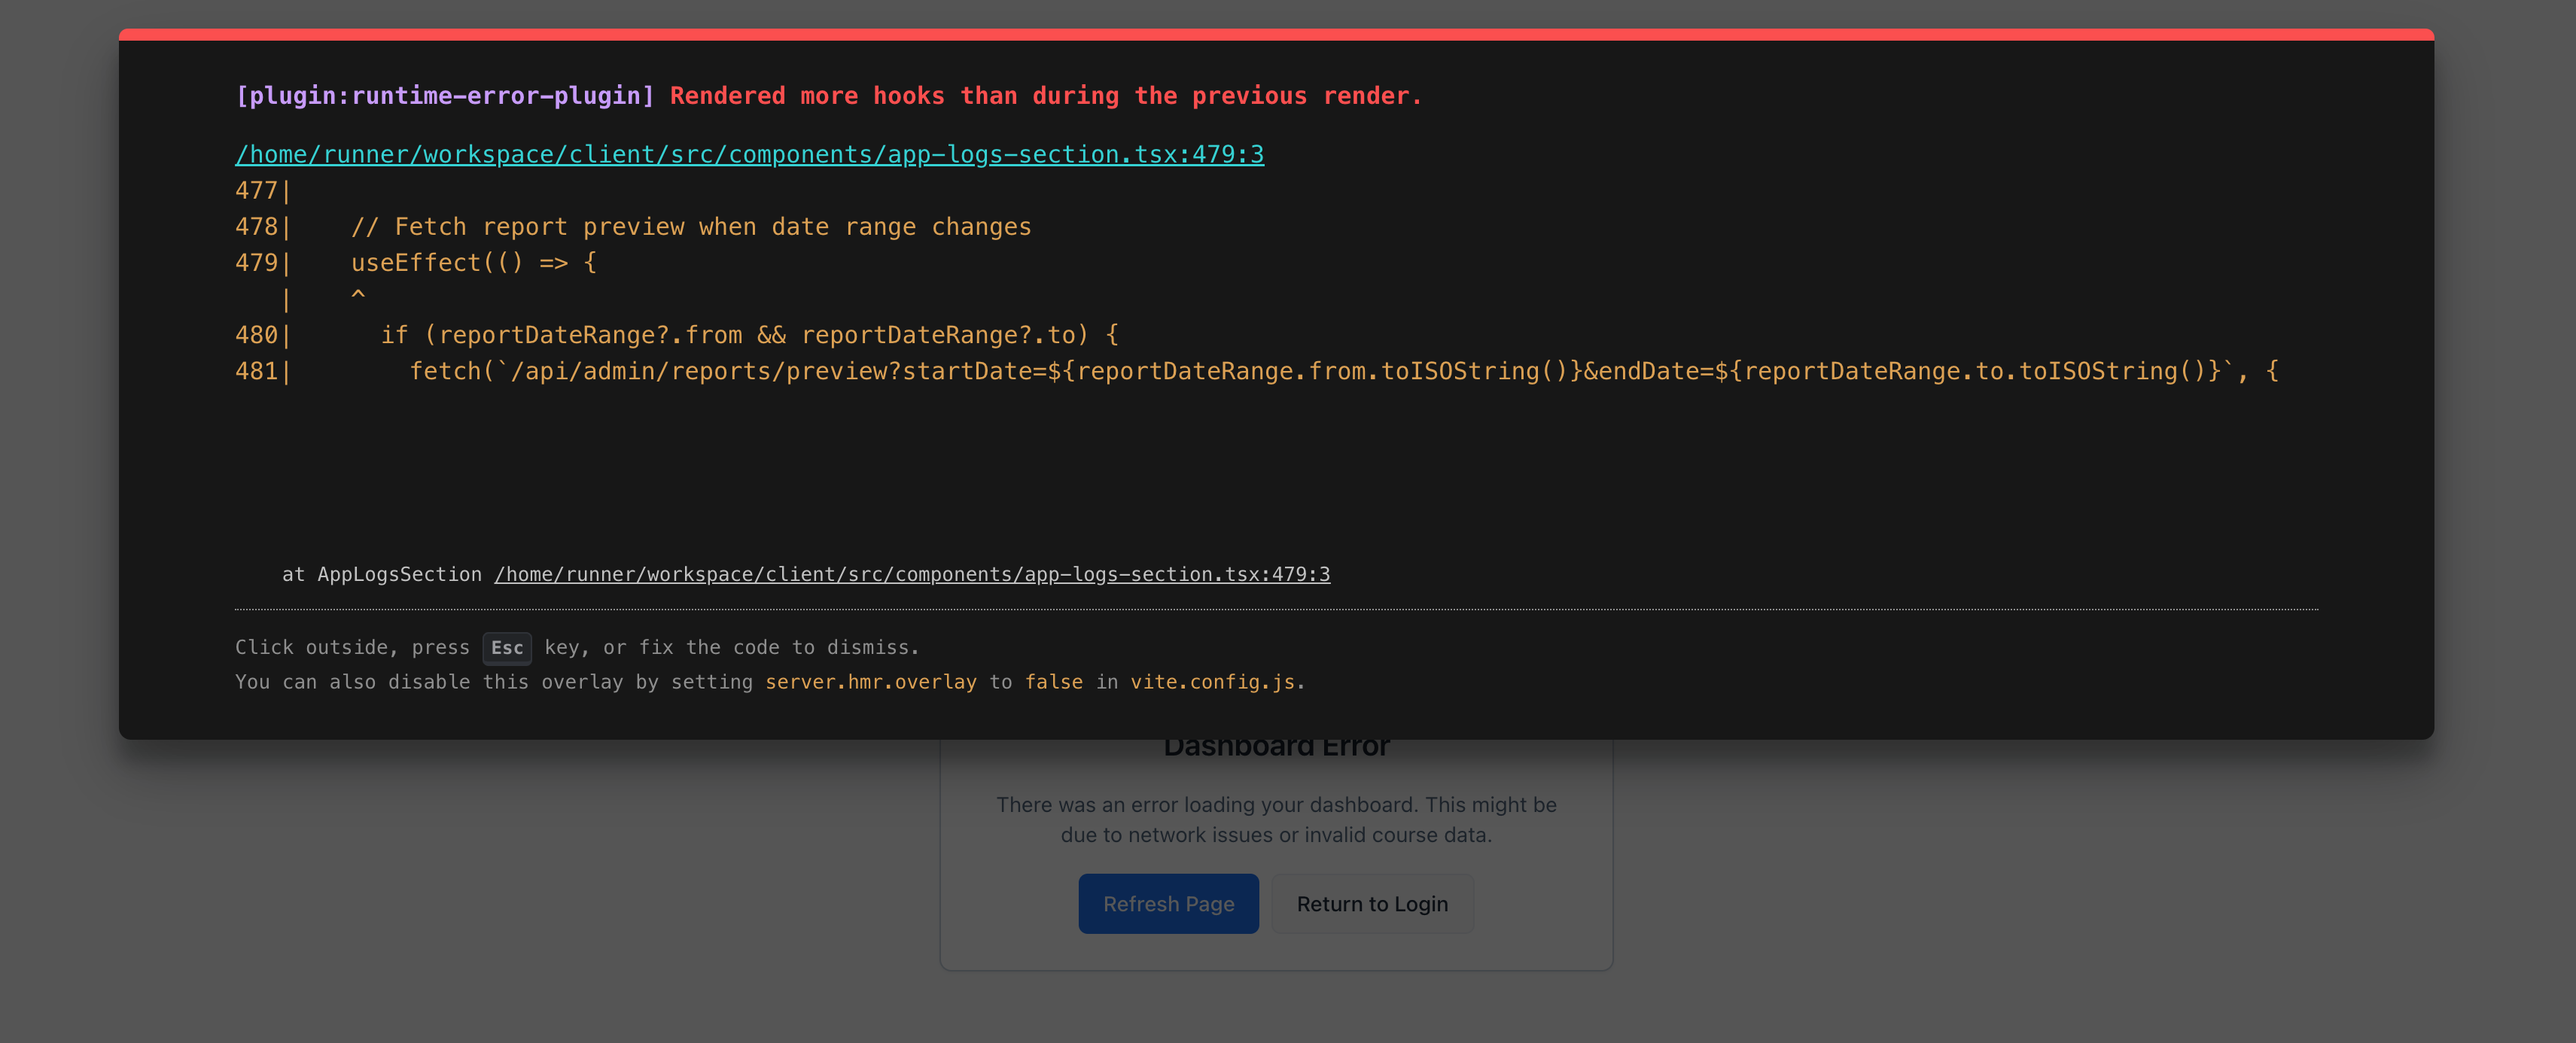 [plugin:runtime-error-plugin] Rendered more hooks than during the previous render.
/home/runner/workspace/client/src/components/app-logs-section.tsx:479:3
477|
478|    // Fetch report preview when date range changes
479|    useEffect(() => {
   |    ^
480|      if (reportDateRange?.from && reportDateRange?.to) {
481|        fetch(`/api/admin/reports/preview?startDate=${reportDateRange.from.toISOString()}&endDate=${reportDateRange.to.toISOString()}`, {
at AppLogsSection /home/runner/workspace/client/src/components/app-logs-section.tsx:479:3
Click outside, press Esc key, or fix the code to dismiss.
You can also disable this overlay by setting server.hmr.overlay to false in vite.config.js.
Dashboard Error
There was an error loading your dashboard. This might be
due to network issues or invalid course data.
Refresh Page Return to Login